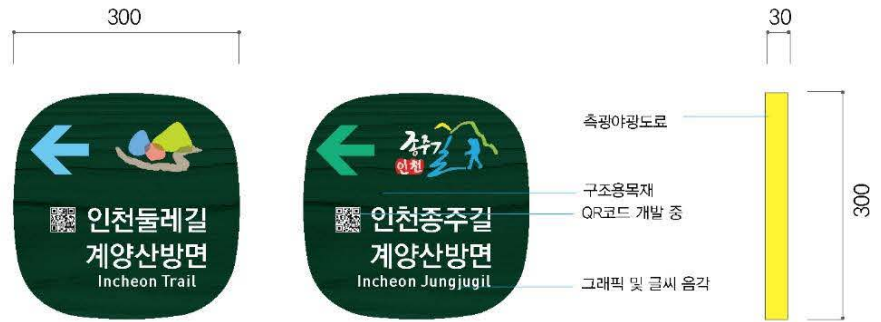 300
30
종주길
인천
측광야광도료
구조용목재
QR코드 개발 중
인천둘레길
계양산방면
Incheon Trail
인천종주길
계양산방면
Incheon Jungjugil
그래픽 및 글씨 음각
300